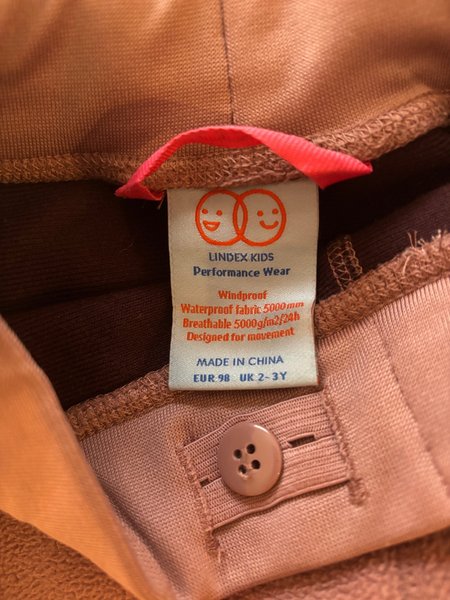 LINDEX KIDS
Performance Wear
Windproof
Waterproof fabric 5000mm
Breathable 5000g/m2/24h
Designed for movement
MADE IN CHINA
EUR 98 UK 2-3Y